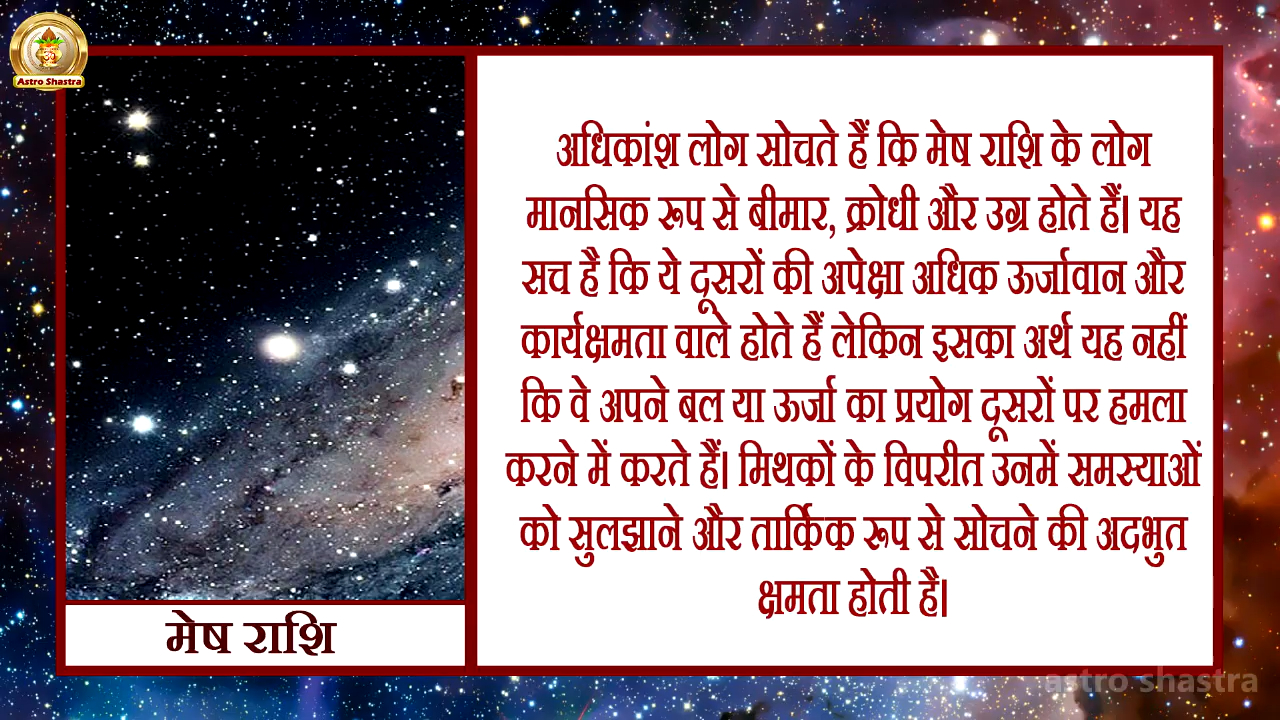 Astro Shastra
अधिकांश लोग सोचते हैं कि मेष राशि के लोग
मानसिक रूप से बीमार, क्रोधी और उग्र होते हैं। यह
सच है कि ये दूसरों की अपेक्षा अधिक ऊर्जावान और
कार्यक्षमता वाले होते हैं लेकिन इसका अर्थ यह नहीं
कि वे अपने बल या ऊर्जा का प्रयोग दूसरों पर हमला
करने में करते हैं। मिथकों के विपरीत उनमें समस्याओं
को सुलझाने और तार्किक रूप से सोचने की अदभुत
क्षमता होती है।
मेष राशि
astro shastra